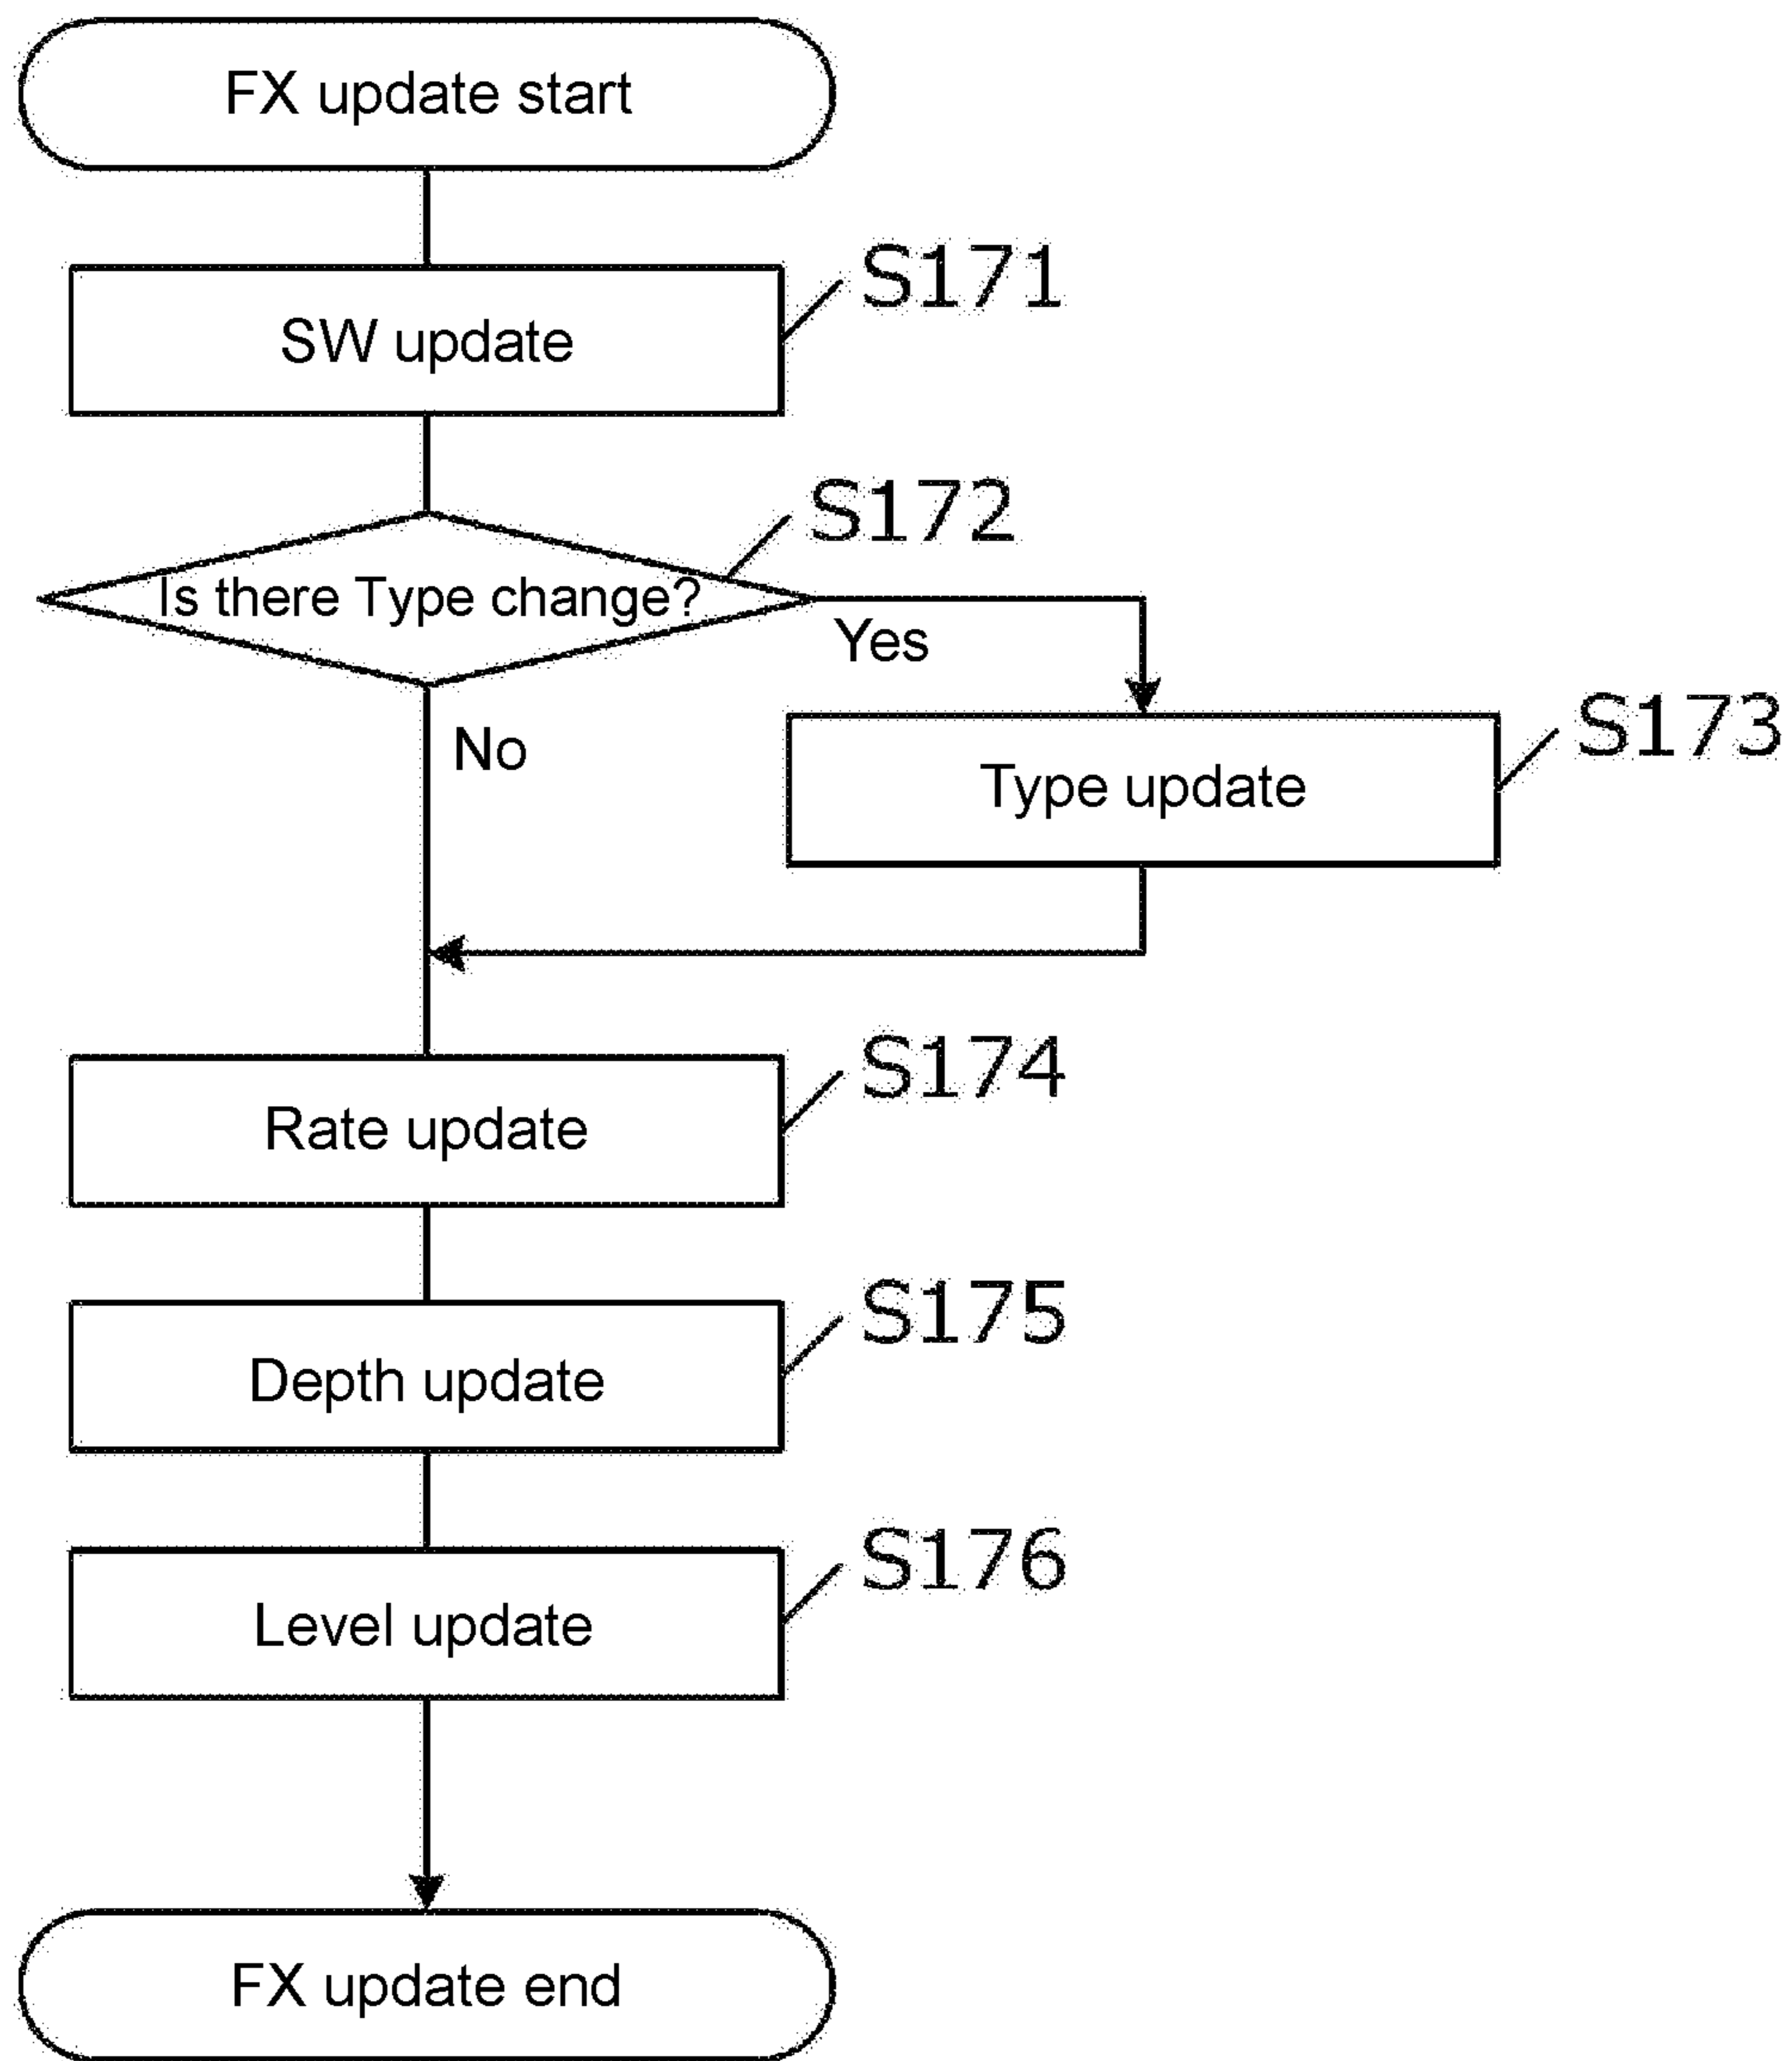 FX update start
S171
SW update
S172
Is there Type change?
Yes
No
S173
Type update
S174
Rate update
S175
Depth update
S176
Level update
FX update end